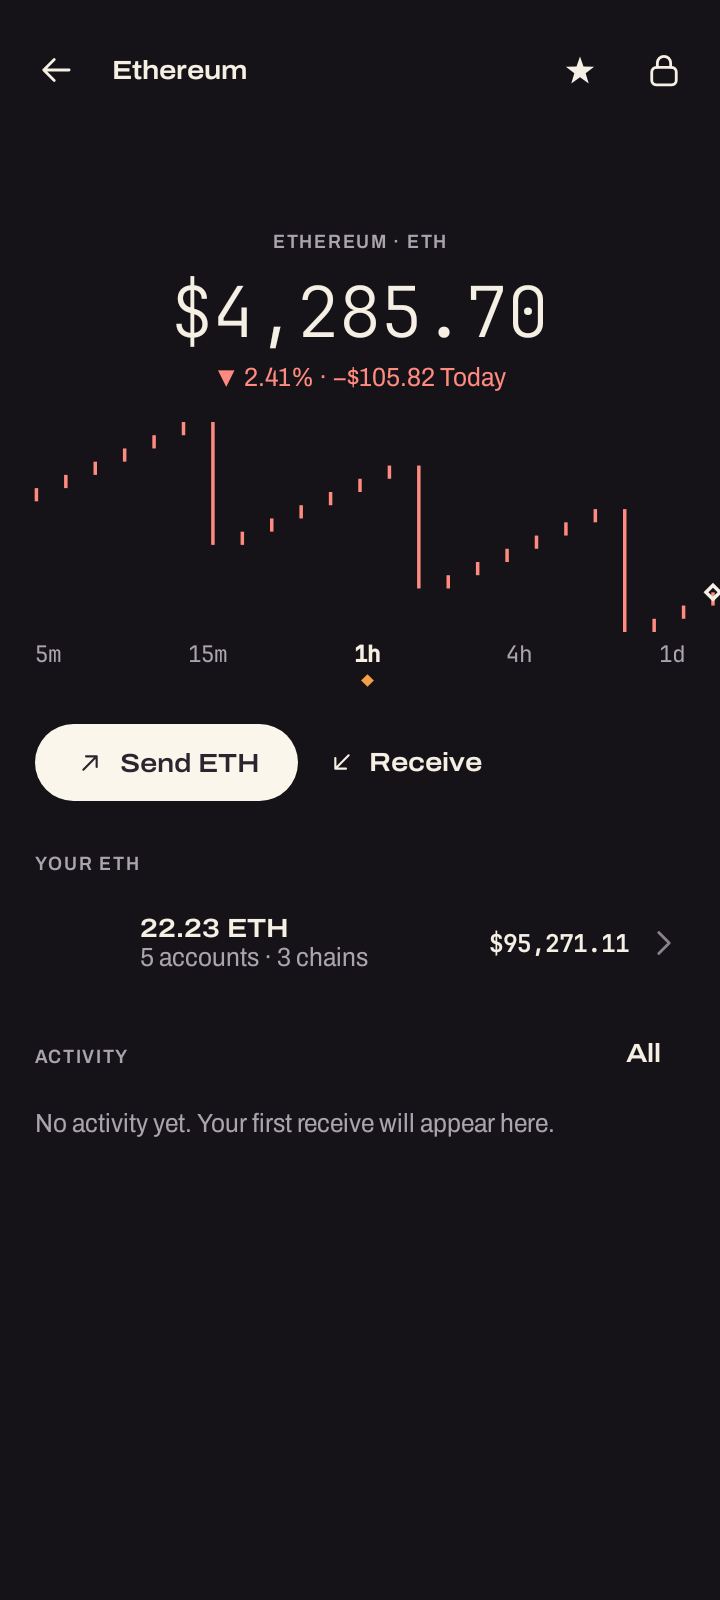 Ethereum
ETHEREUM · ETH
$4,285.70
▼ 2.41% · −$105.82 Today
5m 15m 1h 4h 1d
Send ETH Receive
YOUR ETH
22.23 ETH
5 accounts · 3 chains
$95,271.11
ACTIVITY All
No activity yet. Your first receive will appear here.